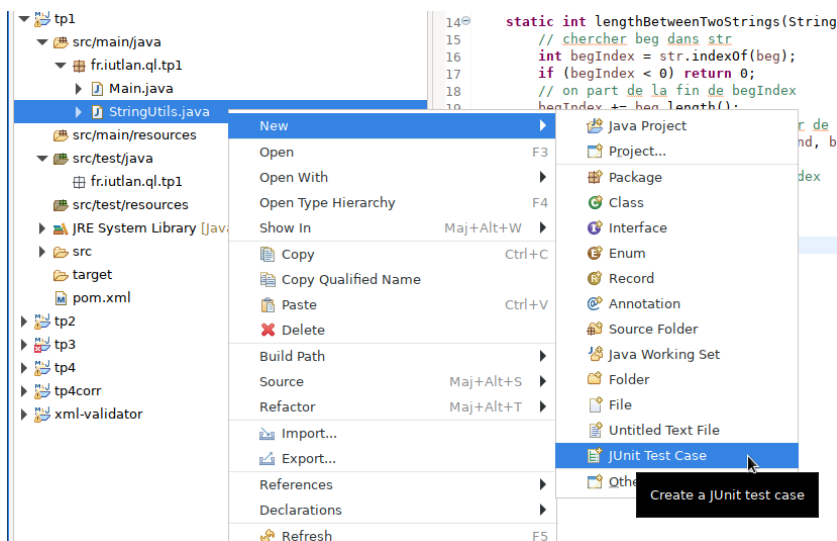 tp1
src/main/java
fr.iutlan.ql.tp1
Main.java
StringUtils.java
src/main/resources
src/test/java
fr.iutlan.ql.tp1
src/test/resources
JRE System Library [Java
src
target
pom.xml
tp2
tp3
tp4
tp4corr
xml-validator
14 static int lengthBetweenTwoStrings(String
15 // chercher beg dans str
16 int begIndex = str.indexOf(beg);
17 if (begIndex < 0) return 0;
18 // on part de la fin de begIndex
19 begIndex += beg.length();
r de
nd, b
dex
New
Open F3
Open With
Open Type Hierarchy F4
Show In Maj+Alt+W
Copy Ctrl+C
Copy Qualified Name
Paste Ctrl+V
Delete
Build Path
Source Maj+Alt+S
Refactor Maj+Alt+T
Import...
Export...
References
Declarations
Refresh F5
Java Project
Project...
Package
Class
Interface
Enum
Record
Annotation
Source Folder
Java Working Set
Folder
File
Untitled Text File
JUnit Test Case
Othe
Create a JUnit test case